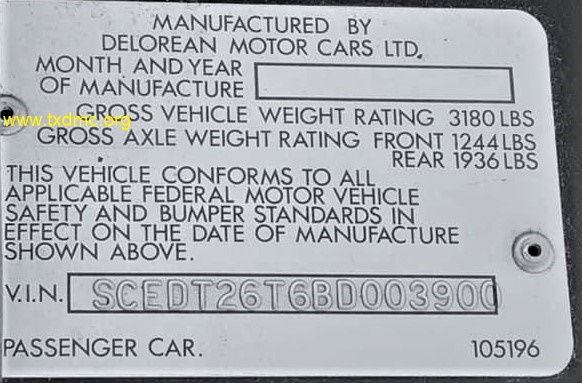 MANUFACTURED BY
DELOREAN MOTOR CARS LTD.
MONTH AND YEAR
OF MANUFACTURE
GROSS VEHICLE WEIGHT RATING 3180 LBS
www.txdmc.org
GROSS AXLE WEIGHT RATING FRONT 1244 LBS
REAR 1936 LBS
THIS VEHICLE CONFORMS TO ALL
APPLICABLE FEDERAL MOTOR VEHICLE
SAFETY AND BUMPER STANDARDS IN
EFFECT ON THE DATE OF MANUFACTURE
SHOWN ABOVE.
V.I.N. SCEDT26T6BD003900
PASSENGER CAR. 105196